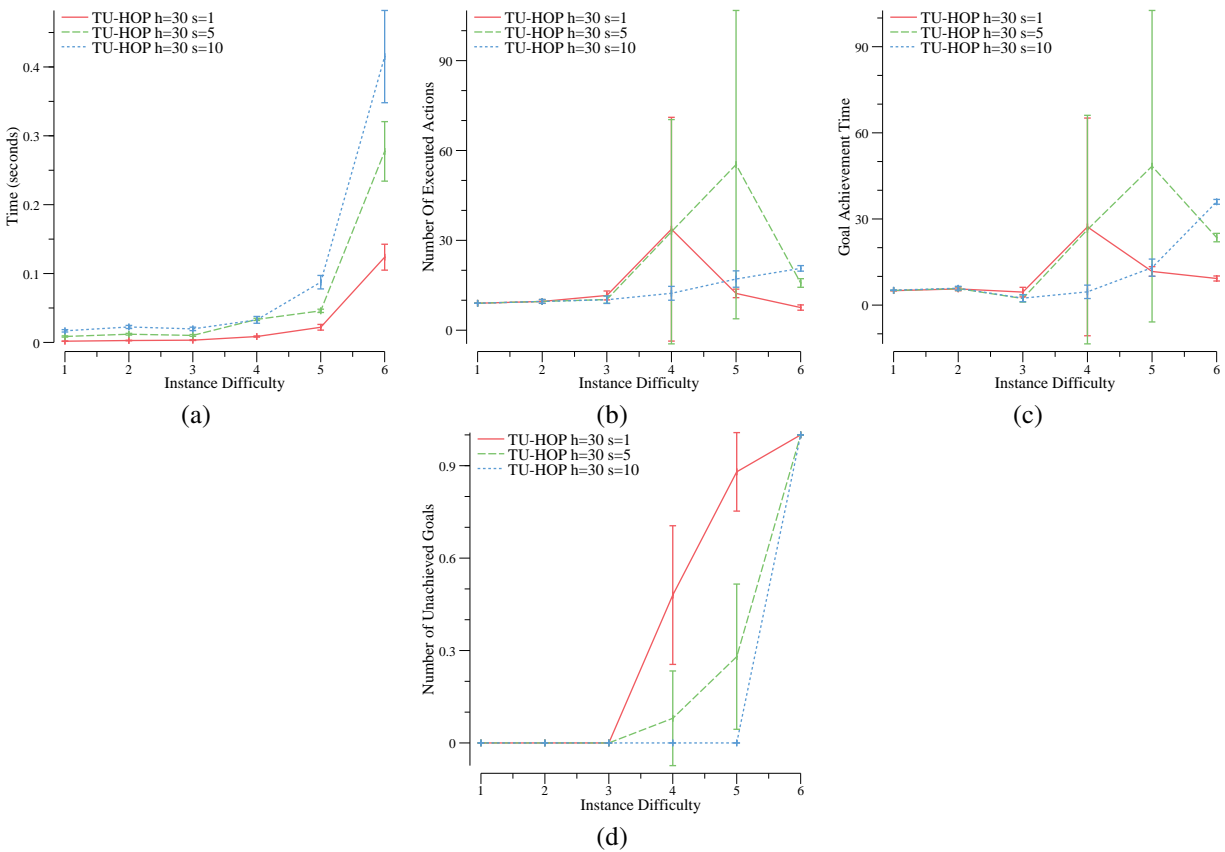 TU-HOP h=30 s=1
TU-HOP h=30 s=5
TU-HOP h=30 s=10
0.4
0.3
0.2
0.1
0
Time (seconds)
1 2 3 4 5 6
Instance Difficulty
(a)
TU-HOP h=30 s=1
TU-HOP h=30 s=5
TU-HOP h=30 s=10
90
60
30
0
Number Of Executed Actions
1 2 3 4 5 6
Instance Difficulty
(b)
TU-HOP h=30 s=1
TU-HOP h=30 s=5
TU-HOP h=30 s=10
90
60
30
0
Goal Achievement Time
1 2 3 4 5 6
Instance Difficulty
(c)
TU-HOP h=30 s=1
TU-HOP h=30 s=5
TU-HOP h=30 s=10
0.9
0.6
0.3
0
Number of Unachieved Goals
1 2 3 4 5 6
Instance Difficulty
(d)